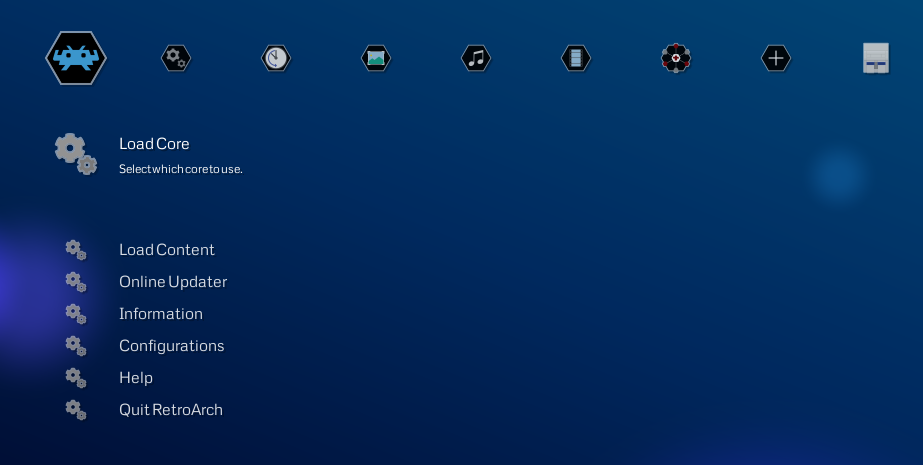 Load Core
Select which core to use.
Load Content
Online Updater
Information
Configurations
Help
Quit RetroArch